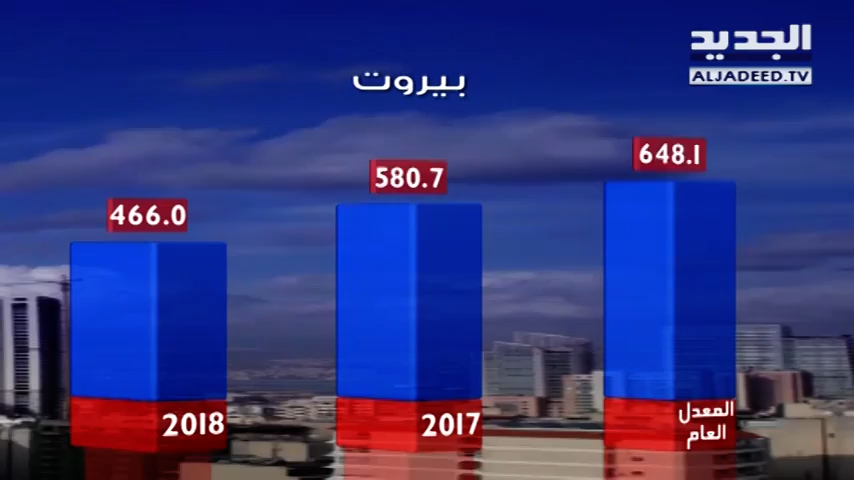 الجديد
ALJADEED.TV
بيروت
648.1
580.7
466.0
المعدل
العام
2017
2018